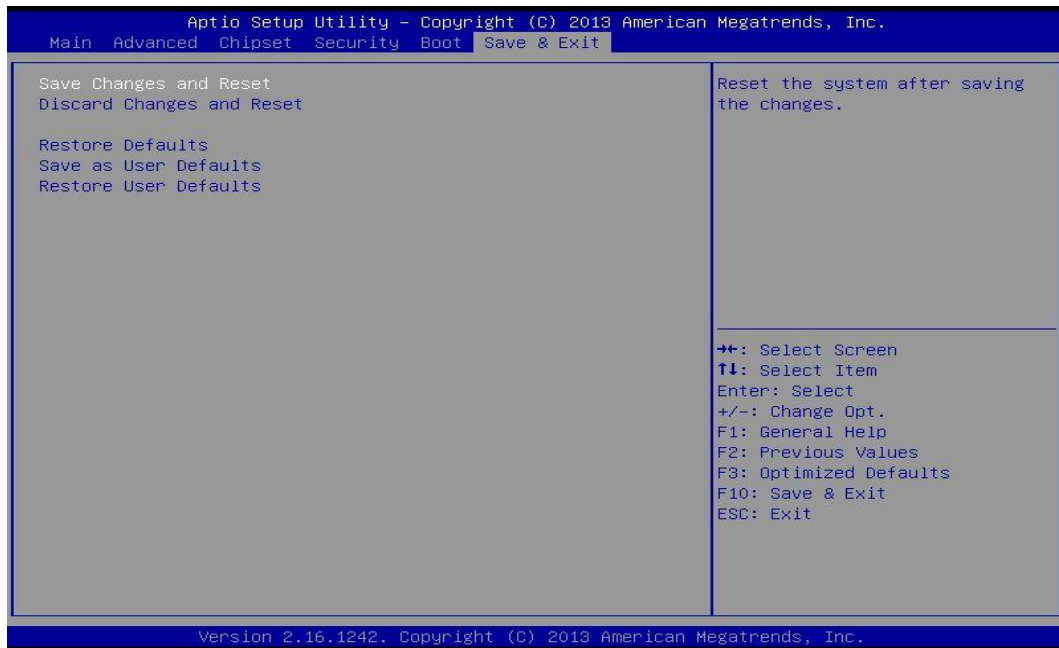 Aptio Setup Utility – Copyright (C) 2013 American Megatrends, Inc.
Main Advanced Chipset Security Boot Save & Exit
Save Changes and Reset
Discard Changes and Reset
Restore Defaults
Save as User Defaults
Restore User Defaults
Reset the system after saving
the changes.
→←: Select Screen
↑↓: Select Item
Enter: Select
+/-: Change Opt.
F1: General Help
F2: Previous Values
F3: Optimized Defaults
F10: Save & Exit
ESC: Exit
Version 2.16.1242. Copyright (C) 2013 American Megatrends, Inc.